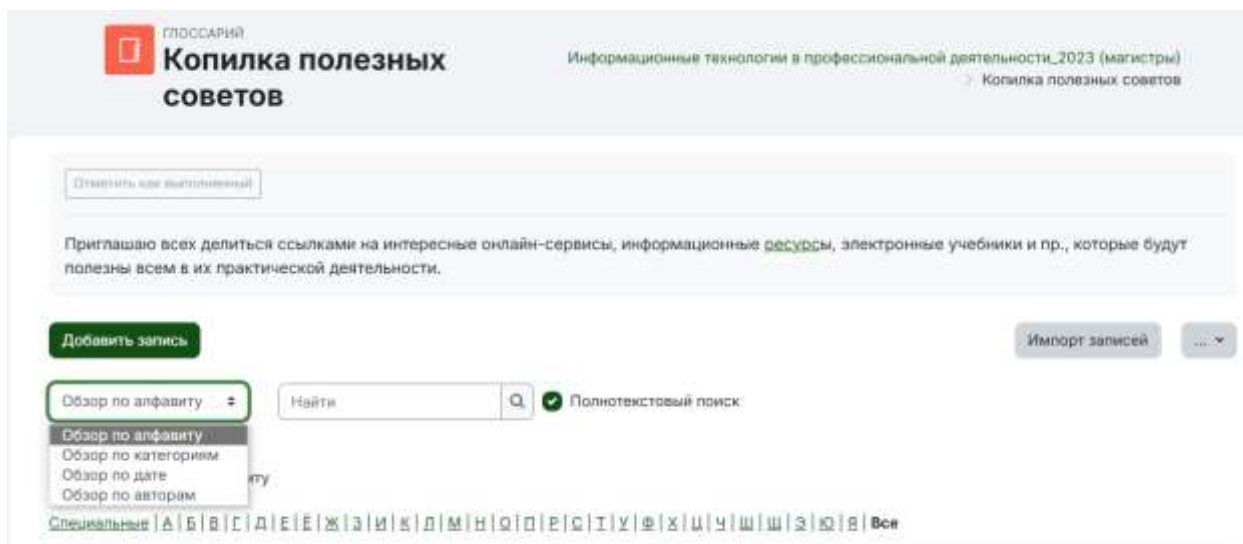 ГЛОССАРИЙ
Копилка полезных
советов
Информационные технологии в профессиональной деятельности_2023 (магистры)
Копилка полезных советов
Отметить как выполненный
Приглашаю всех делиться ссылками на интересные онлайн-сервисы, информационные ресурсы, электронные учебники и пр., которые будут
полезны всем в их практической деятельности.
Добавить запись
Импорт записей
...
Обзор по алфавиту
Найти
Полнотекстовый поиск
Обзор по алфавиту
Обзор по категориям
Обзор по дате
иту
Обзор по авторам
Специальные | А | Б | В | Г | Д | Е | Ё | Ж | З | И | К | Л | М | Н | О | П | Р | С | Т | У | Ф | Х | Ц | Ч | Ш | Щ | Э | Ю | Я | Все